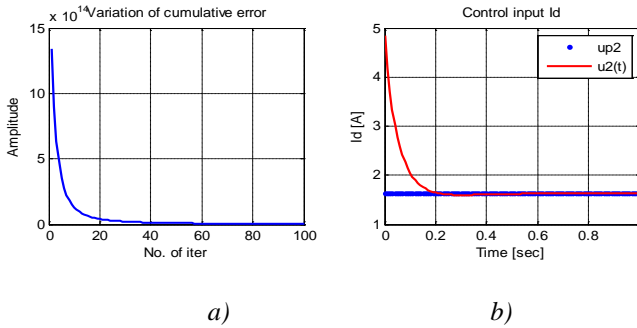 x 10^14 Variation of cumulative error
15
10
5
0
Amplitude
0 20 40 60 80 100
No. of iter
a)
Control input Id
up2
u2(t)
5
4
3
2
1
Id [A]
0 0.2 0.4 0.6 0.8
Time [sec]
b)